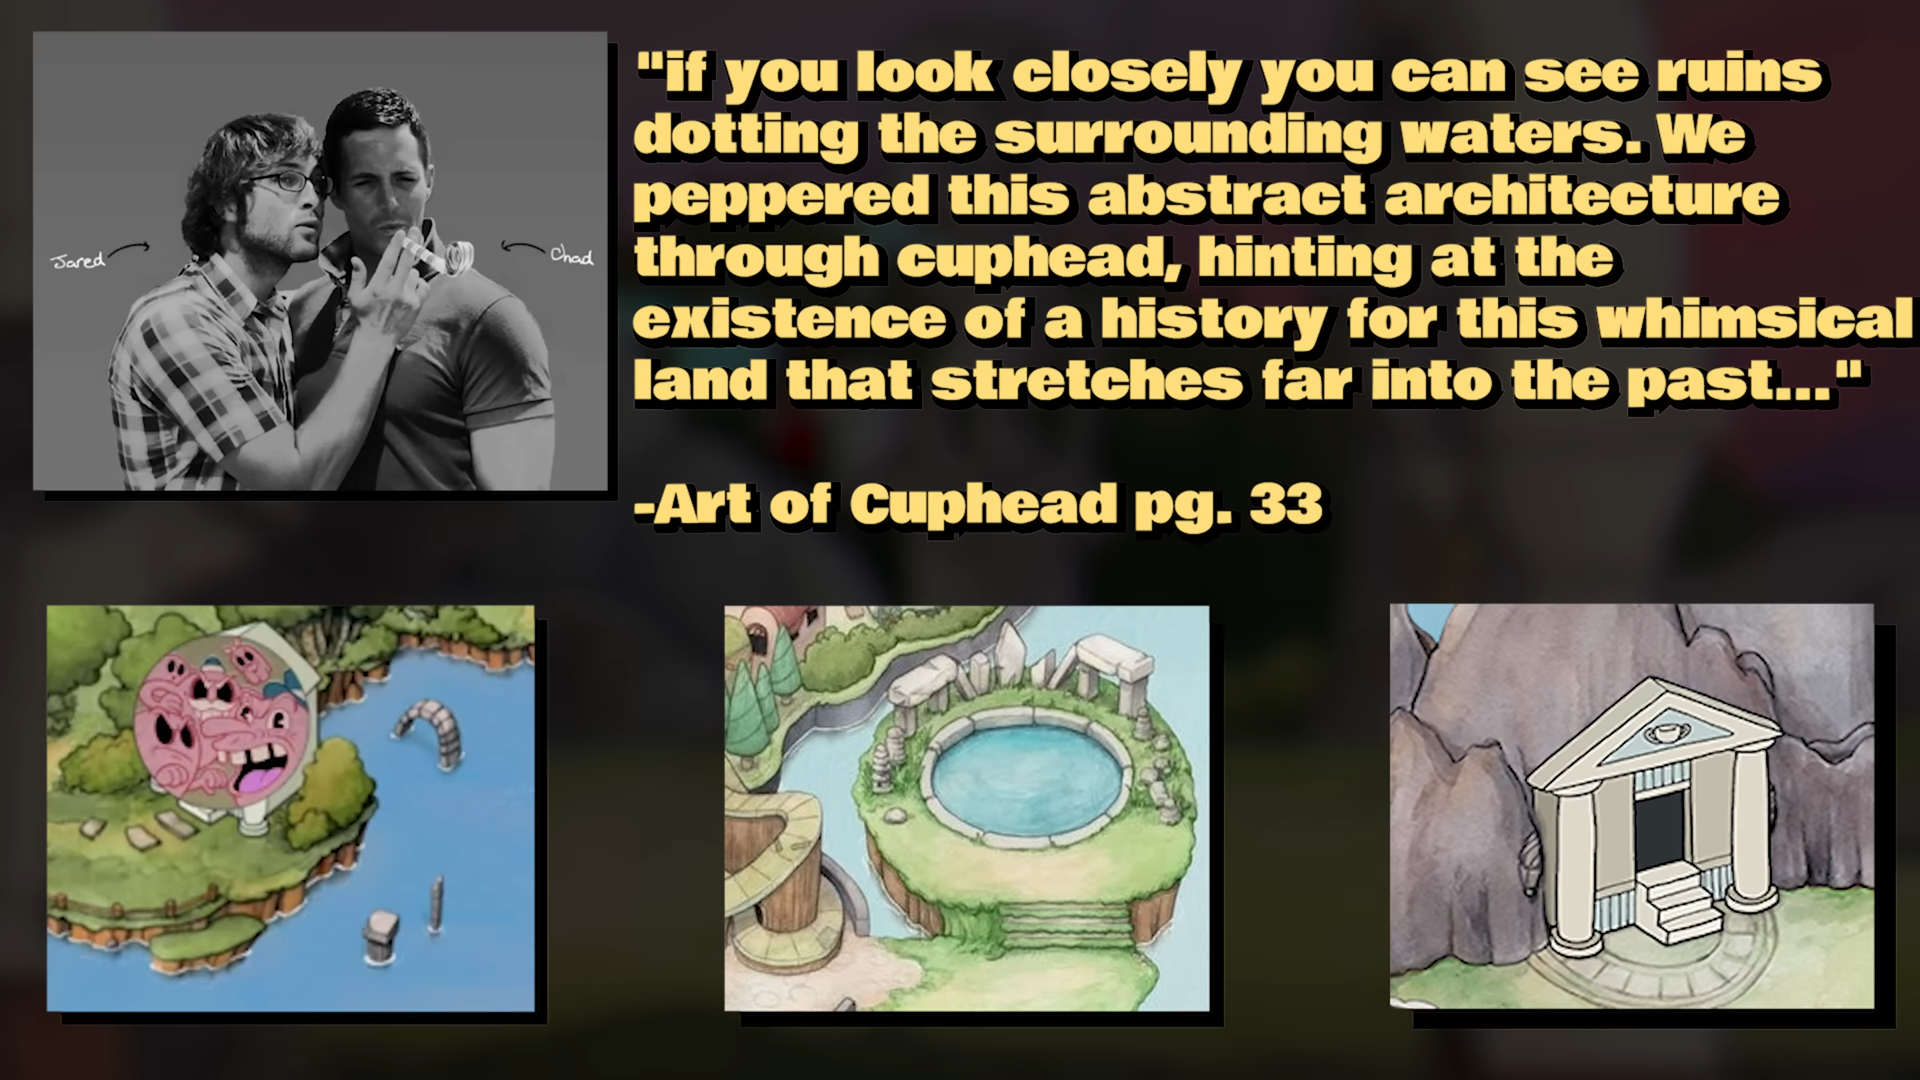 Jared
Chad
"if you look closely you can see ruins
dotting the surrounding waters. We
peppered this abstract architecture
through cuphead, hinting at the
existence of a history for this whimsical
land that stretches far into the past..."
-Art of Cuphead pg. 33